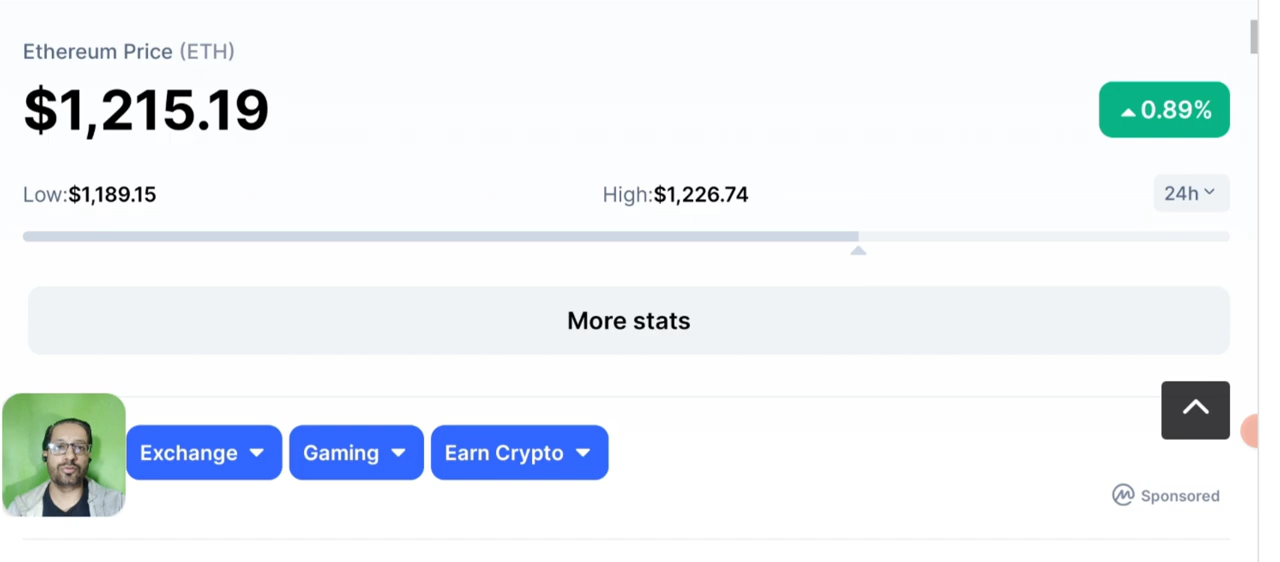 Ethereum Price (ETH)
$1,215.19
0.89%
Low:$1,189.15 High:$1,226.74 24h
More stats
Exchange Gaming Earn Crypto
Sponsored